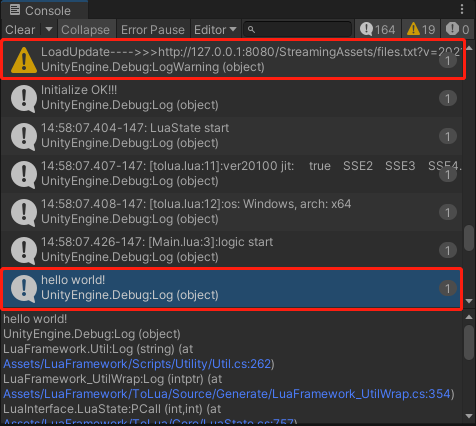 Console
Clear Collapse Error Pause Editor 164 19 0
LoadUpdate---->>>http://127.0.0.1:8080/StreamingAssets/files.txt?v=202
UnityEngine.Debug:LogWarning (object)
1
Initialize OK!!!
UnityEngine.Debug:Log (object)
1
14:58:07.404-147: LuaState start
UnityEngine.Debug:Log (object)
1
14:58:07.407-147: [tolua.lua:11]:ver20100 jit: true SSE2 SSE3 SSE4.
UnityEngine.Debug:Log (object)
1
14:58:07.408-147: [tolua.lua:12]:os: Windows, arch: x64
UnityEngine.Debug:Log (object)
1
14:58:07.426-147: [Main.lua:3]:logic start
UnityEngine.Debug:Log (object)
1
hello world!
UnityEngine.Debug:Log (object)
1
hello world!
UnityEngine.Debug:Log (object)
LuaFramework.Util:Log (string) (at
Assets/LuaFramework/Scripts/Utility/Util.cs:262)
LuaFramework_UtilWrap:Log (intptr) (at
Assets/LuaFramework/ToLua/Source/Generate/LuaFramework_UtilWrap.cs:354)
LuaInterface.LuaState:PCall (int,int) (at
Assets/LuaFramework/ToLua/Core/LuaState.cs:757)